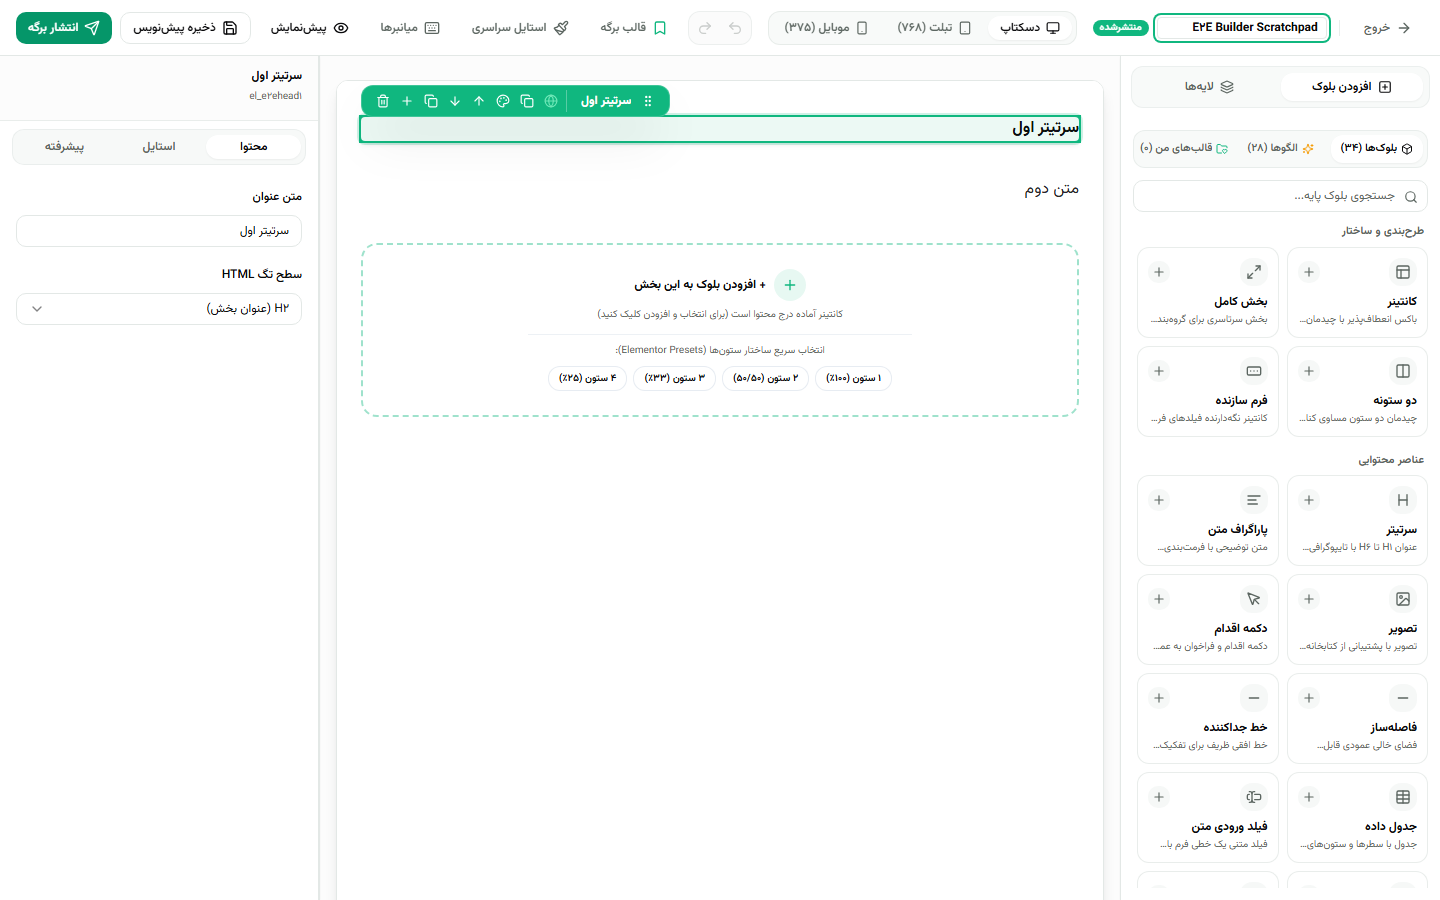 خروج
E2E Builder Scratchpad
منتشرشده
دسکتاپ
تبلت (۷۶۸)
موبایل (۳۷۵)
قالب برگه
استایل سراسری
میانبرها
پیش‌نمایش
ذخیره پیش‌نویس
انتشار برگه
افزودن بلوک
لایه‌ها
بلوک‌ها (۳۴)
الگوها (۲۸)
قالب‌های من (۰)
جستجوی بلوک پایه...
طرح‌بندی و ساختار
کانتینر
باکس انعطاف‌پذیر با چیدمان...
بخش کامل
بخش سرتاسری برای گروه‌بند...
دو ستونه
چیدمان دو ستون مساوی کنا...
فرم سازنده
کانتینر نگه‌دارنده فیلدهای فر...
عناصر محتوایی
سرتیتر
عنوان H۱ تا H۶ با تایپوگرافی...
پاراگراف متن
متن توضیحی با فرمت‌بندی...
تصویر
تصویر با پشتیبانی از کتابخانه...
دکمه اقدام
دکمه اقدام و فراخوان به عم...
فاصله‌ساز
فضای خالی عمودی قابل...
خط جداکننده
خط افقی ظریف برای تفکیک...
جدول داده
جدول با سطرها و ستون‌های...
فیلد ورودی متن
فیلد متنی یک خطی فرم با...
سرتیتر اول
سرتیتر اول
متن دوم
+ افزودن بلوک به این بخش
کانتینر آماده درج محتوا است (برای انتخاب و افزودن کلیک کنید)
انتخاب سریع ساختار ستون‌ها (Elementor Presets):
۱ ستون (۱۰۰٪)
۲ ستون (۵۰/۵۰)
۳ ستون (۳۳٪)
۴ ستون (۲۵٪)
سرتیتر اول
el_e۲ehead۱
محتوا
استایل
پیشرفته
متن عنوان
سرتیتر اول
سطح تگ HTML
H۲ (عنوان بخش)